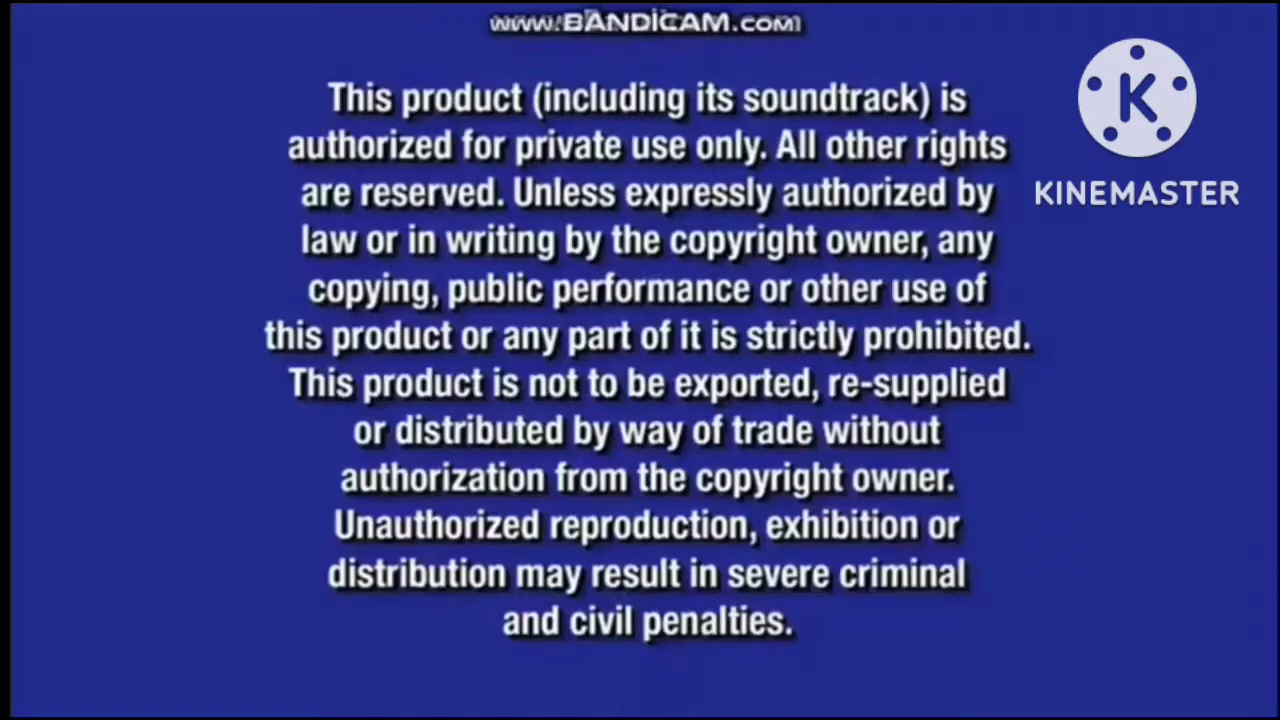 www.BANDICAM.com
This product (including its soundtrack) is
authorized for private use only. All other rights
are reserved. Unless expressly authorized by
law or in writing by the copyright owner, any
copying, public performance or other use of
this product or any part of it is strictly prohibited.
This product is not to be exported, re-supplied
or distributed by way of trade without
authorization from the copyright owner.
Unauthorized reproduction, exhibition or
distribution may result in severe criminal
and civil penalties.
K
KINEMASTER